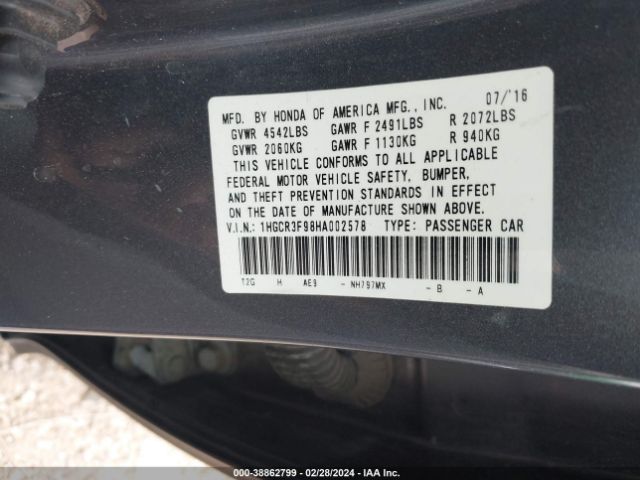 MFD. BY HONDA OF AMERICA MFG., INC. 07/'16
GVWR 4542LBS GAWR F 2491LBS R 2072LBS
GVWR 2060KG GAWR F 1130KG R 940KG
THIS VEHICLE CONFORMS TO ALL APPLICABLE
FEDERAL MOTOR VEHICLE SAFETY, BUMPER,
AND THEFT PREVENTION STANDARDS IN EFFECT
ON THE DATE OF MANUFACTURE SHOWN ABOVE.
V.I.N: 1HGCR3F98HA002578 TYPE: PASSENGER CAR
T2G H AE9 - NH797MX - B - A
000-38862799 - 02/28/2024 - IAA Inc.